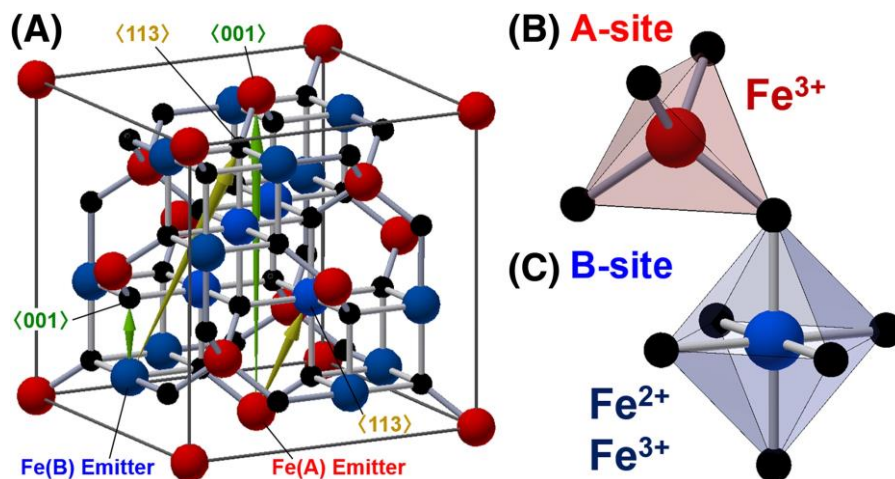 (A)
⟨113⟩ ⟨001⟩
⟨001⟩
⟨113⟩
Fe(B) Emitter Fe(A) Emitter
(B) A-site
Fe3+
(C) B-site
Fe2+
Fe3+